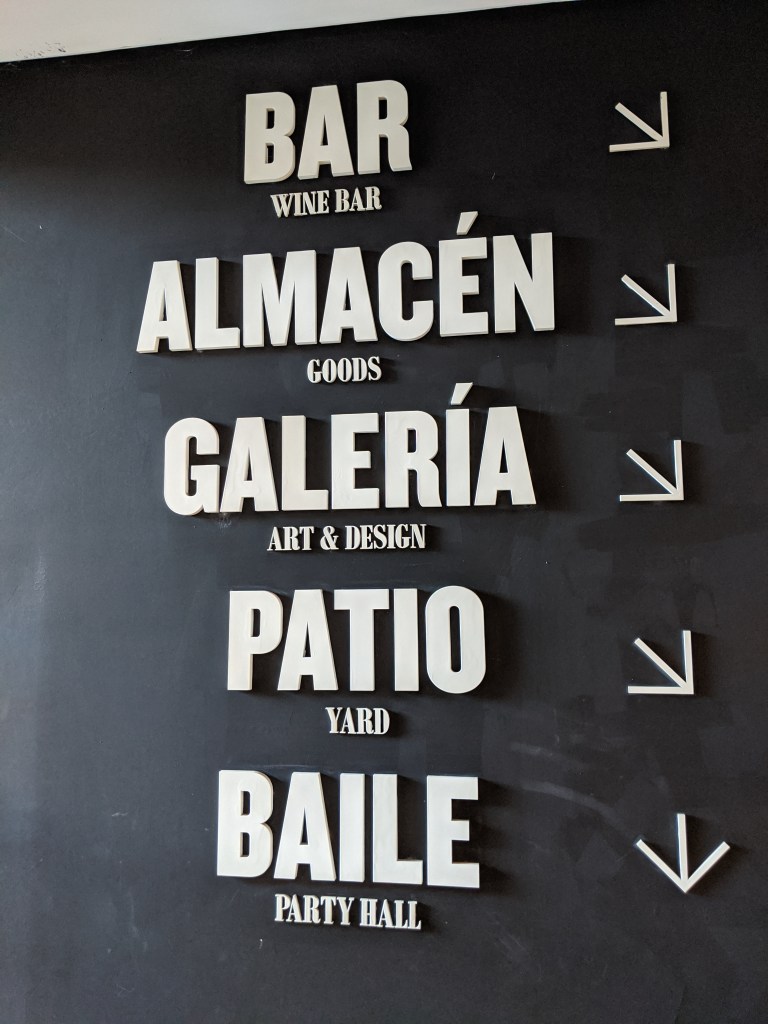 BAR
WINE BAR
ALMACÉN
GOODS
GALERÍA
ART & DESIGN
PATIO
YARD
BAILE
PARTY HALL